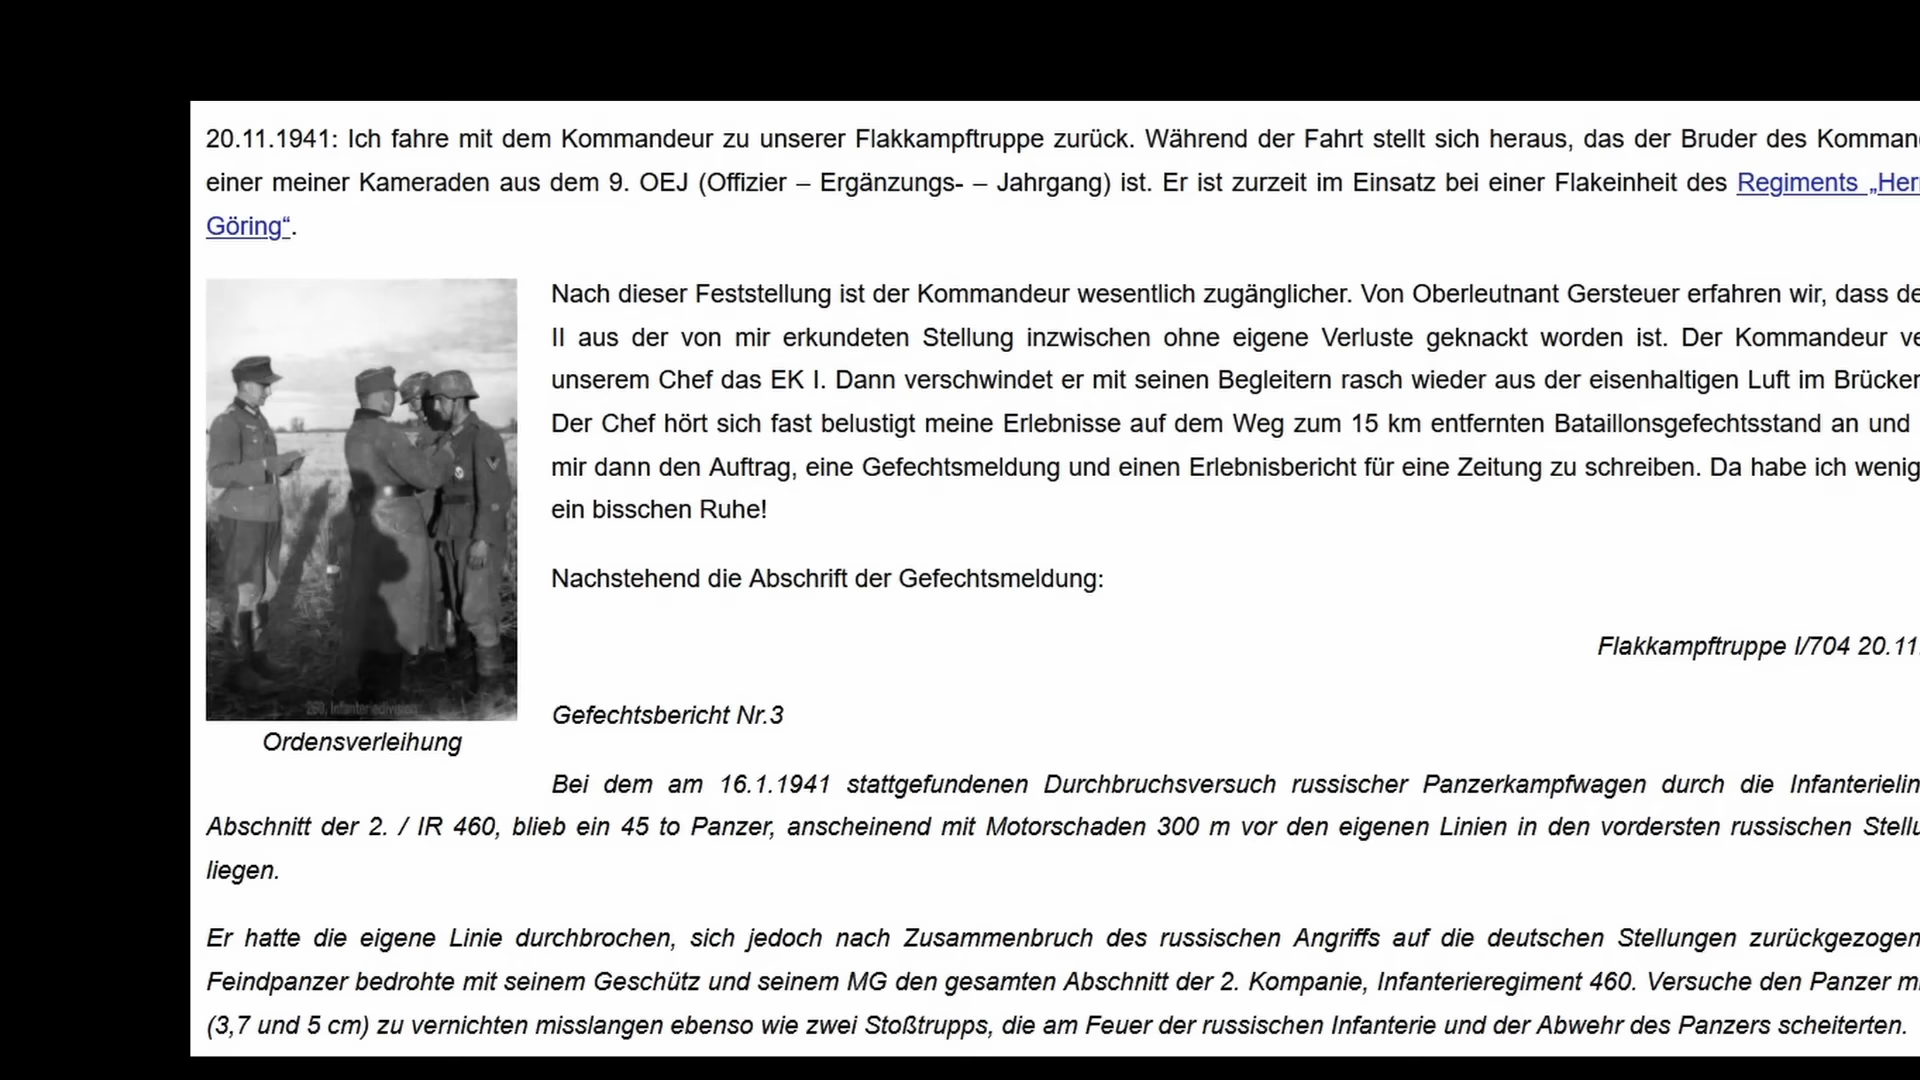 20.11.1941: Ich fahre mit dem Kommandeur zu unserer Flakkampftruppe zurück. Während der Fahrt stellt sich heraus, das der Bruder des
einer meiner Kameraden aus dem 9. OEJ (Offizier – Ergänzungs- – Jahrgang) ist. Er ist zurzeit im Einsatz bei einer Flakeinheit des Regiments
Göring“.
Nach dieser Feststellung ist der Kommandeur wesentlich zugänglicher. Von Oberleutnant Gersteuer erfahren wir, dass
II aus der von mir erkundeten Stellung inzwischen ohne eigene Verluste geknackt worden ist. Der Kommandeur
unserem Chef das EK I. Dann verschwindet er mit seinen Begleitern rasch wieder aus der eisenhaltigen Luft im
Der Chef hört sich fast belustigt meine Erlebnisse auf dem Weg zum 15 km entfernten Bataillonsgefechtsstand an und
mir dann den Auftrag, eine Gefechtsmeldung und einen Erlebnisbericht für eine Zeitung zu schreiben. Da habe ich
ein bisschen Ruhe!
Nachstehend die Abschrift der Gefechtsmeldung:
Flakkampftruppe I/704 20.11.
Gefechtsbericht Nr.3
260. Infanteriedivision
Ordensverleihung
Bei dem am 16.1.1941 stattgefundenen Durchbruchsversuch russischer Panzerkampfwagen durch die
Abschnitt der 2. / IR 460, blieb ein 45 to Panzer, anscheinend mit Motorschaden 300 m vor den eigenen Linien in den vordersten russischen
liegen.
Er hatte die eigene Linie durchbrochen, sich jedoch nach Zusammenbruch des russischen Angriffs auf die deutschen Stellungen zurückgezogen
Feindpanzer bedrohte mit seinem Geschütz und seinem MG den gesamten Abschnitt der 2. Kompanie, Infanterieregiment 460. Versuche den Panzer
(3,7 und 5 cm) zu vernichten misslangen ebenso wie zwei Stoßtrupps, die am Feuer der russischen Infanterie und der Abwehr des Panzers scheiterten.